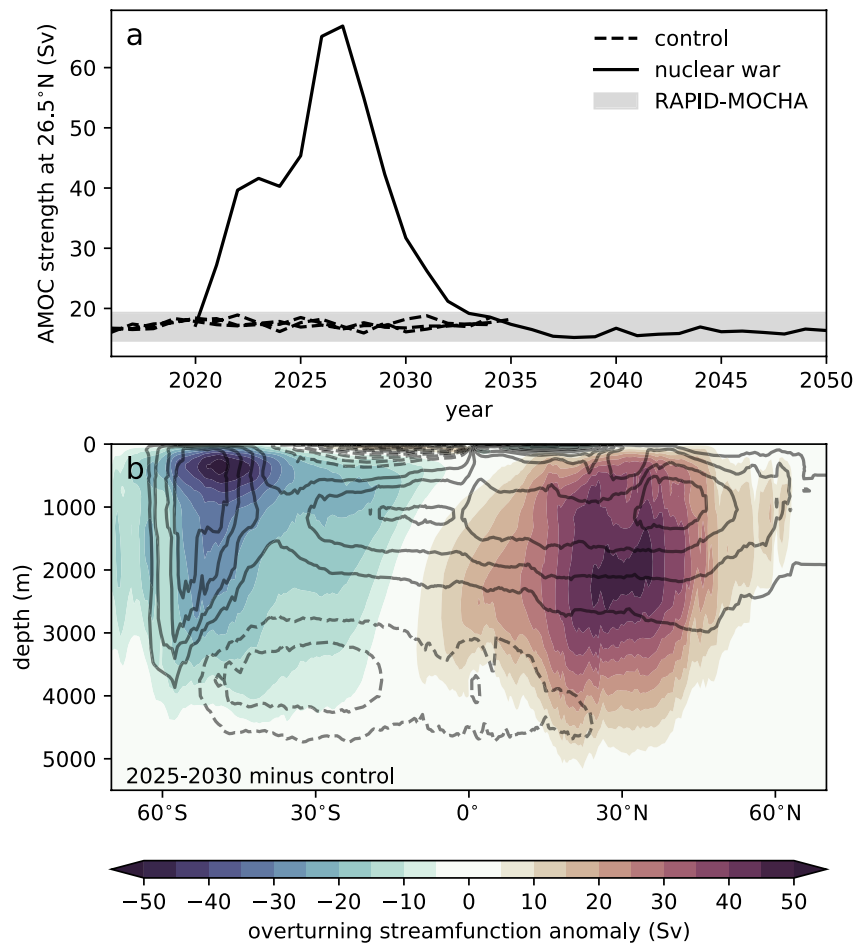 a
control
nuclear war
RAPID-MOCHA
AMOC strength at 26.5°N (Sv)
60
50
40
30
20
2020 2025 2030 2035 2040 2045 2050
year
b
depth (m)
0
1000
2000
3000
4000
5000
2025-2030 minus control
60°S 30°S 0° 30°N 60°N
−50 −40 −30 −20 −10 0 10 20 30 40 50
overturning streamfunction anomaly (Sv)